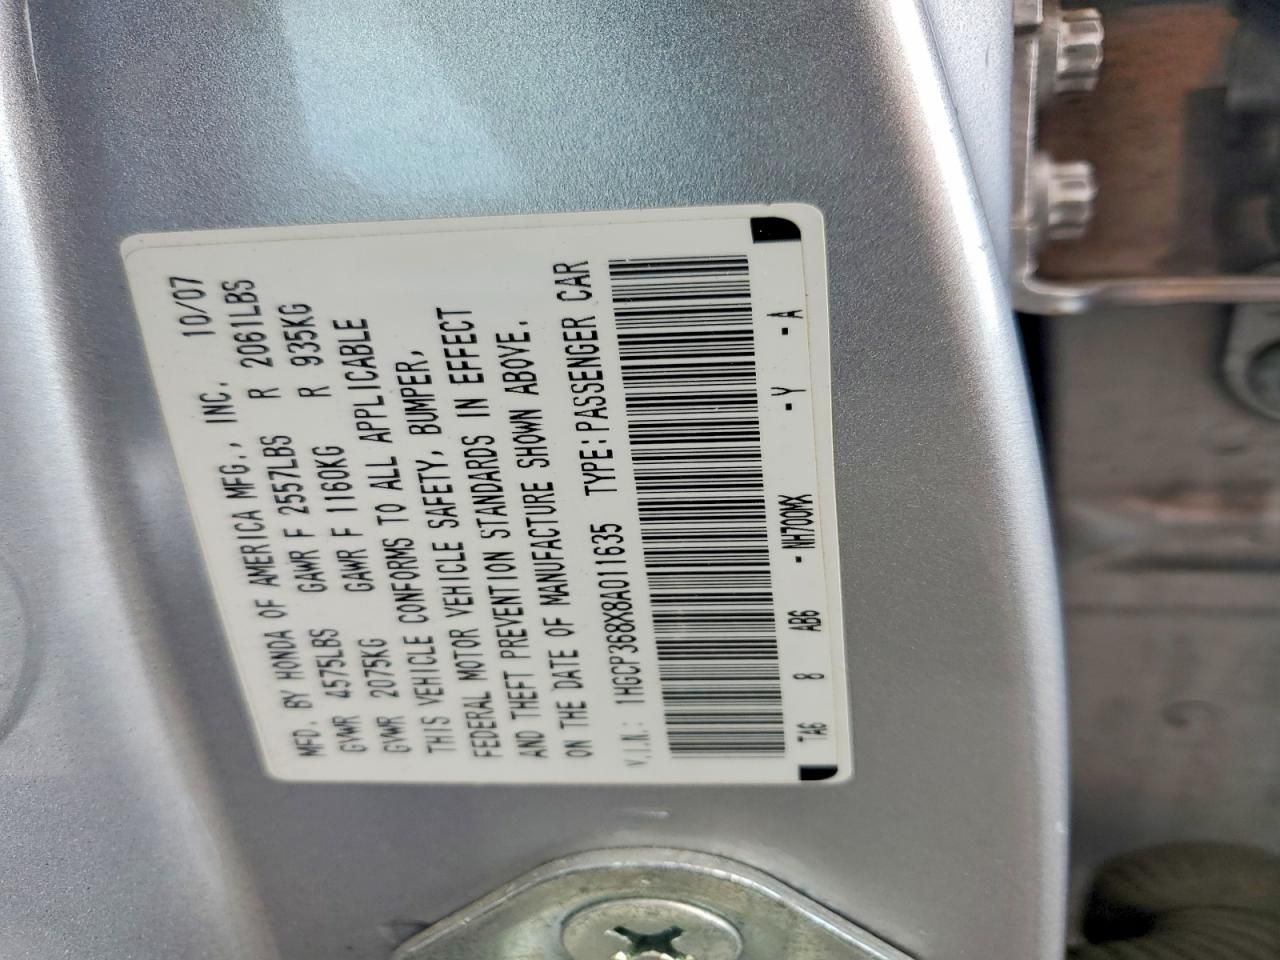 MFD. BY HONDA OF AMERICA MFG., INC. 10/07
GVWR 4575LBS GAWR F 2557LBS R 2061LBS
GVWR 2075KG GAWR F 1160KG R 935KG
THIS VEHICLE CONFORMS TO ALL APPLICABLE
FEDERAL MOTOR VEHICLE SAFETY, BUMPER,
AND THEFT PREVENTION STANDARDS IN EFFECT
ON THE DATE OF MANUFACTURE SHOWN ABOVE.
V.I.N.: 1HGCP368X8A011635 TYPE:PASSENGER CAR
TA6 8 AB6 -NH700MX -Y -A